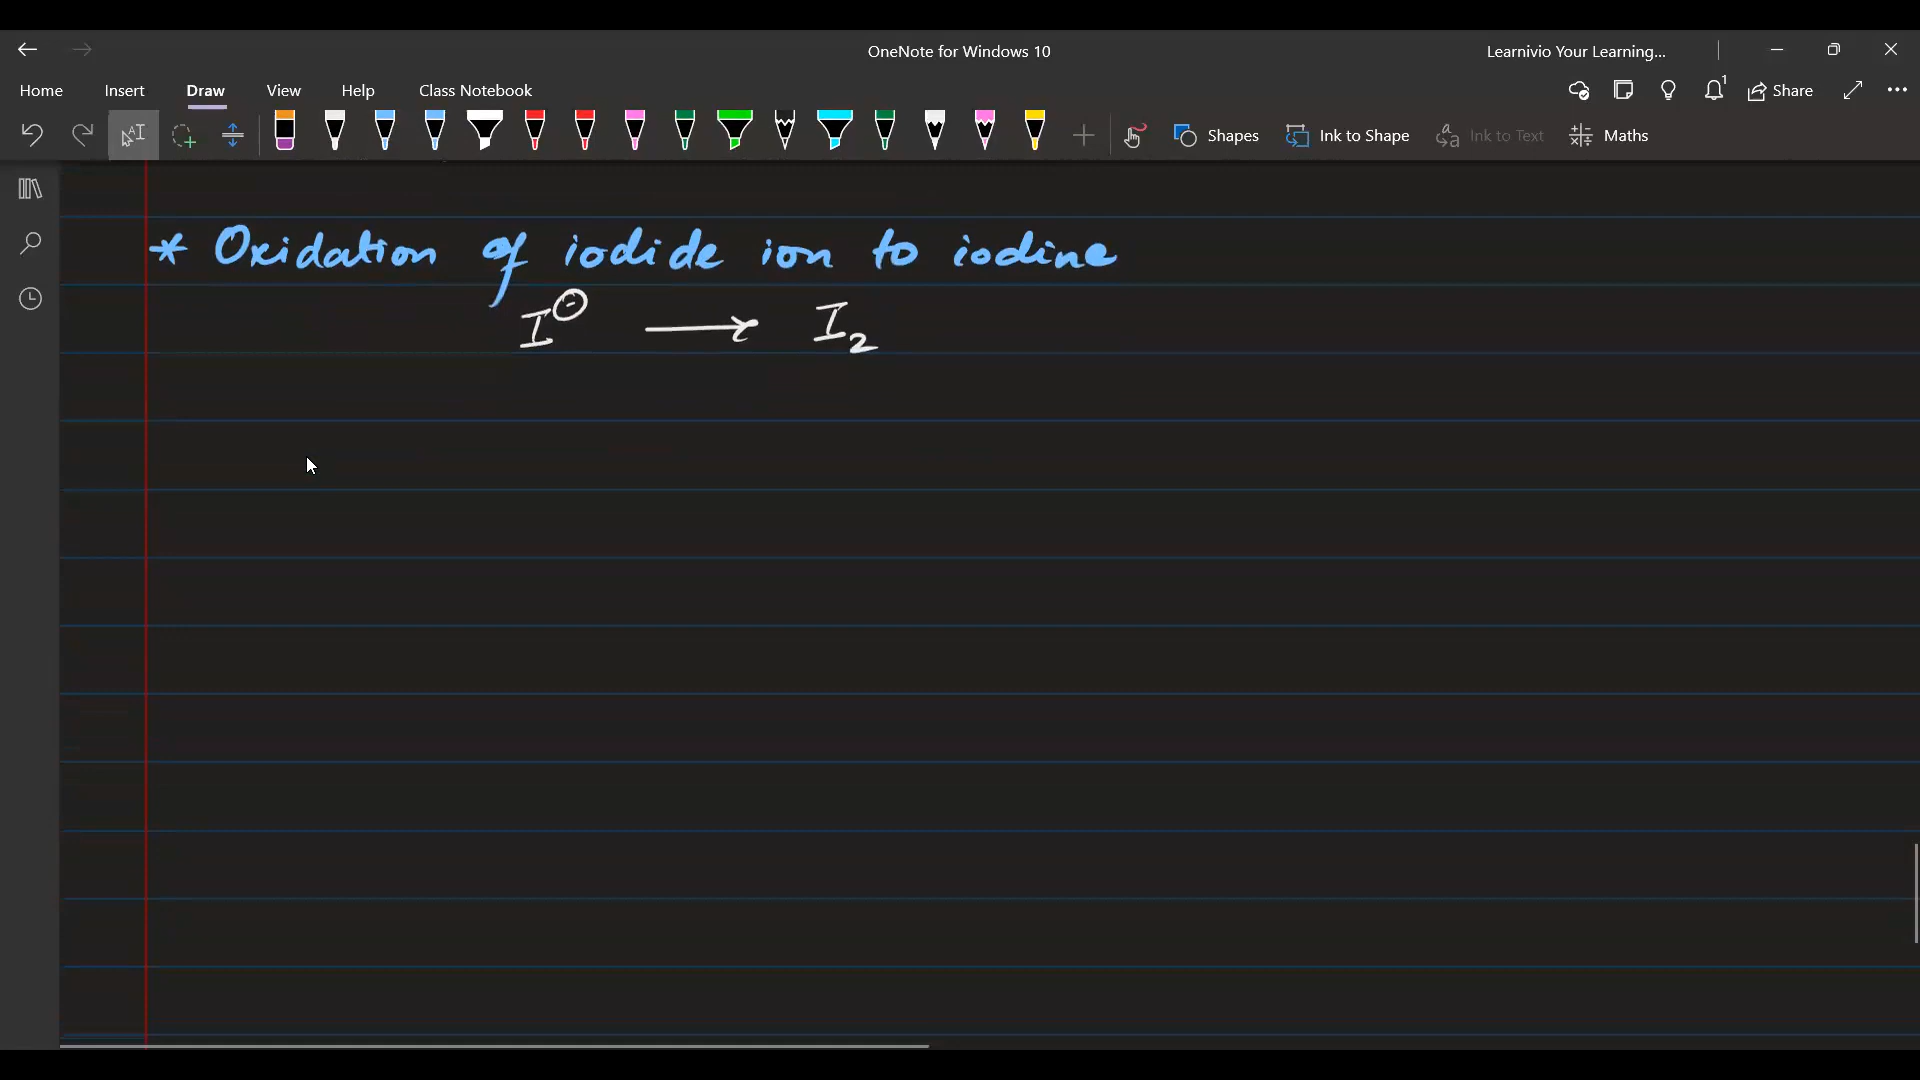 OneNote for Windows 10
Learnivio Your Learning...
Home Insert Draw View Help Class Notebook
1
Share
Shapes Ink to Shape Ink to Text Maths
* Oxidation of iodide ion to iodine
I⊖ ⟶ I₂